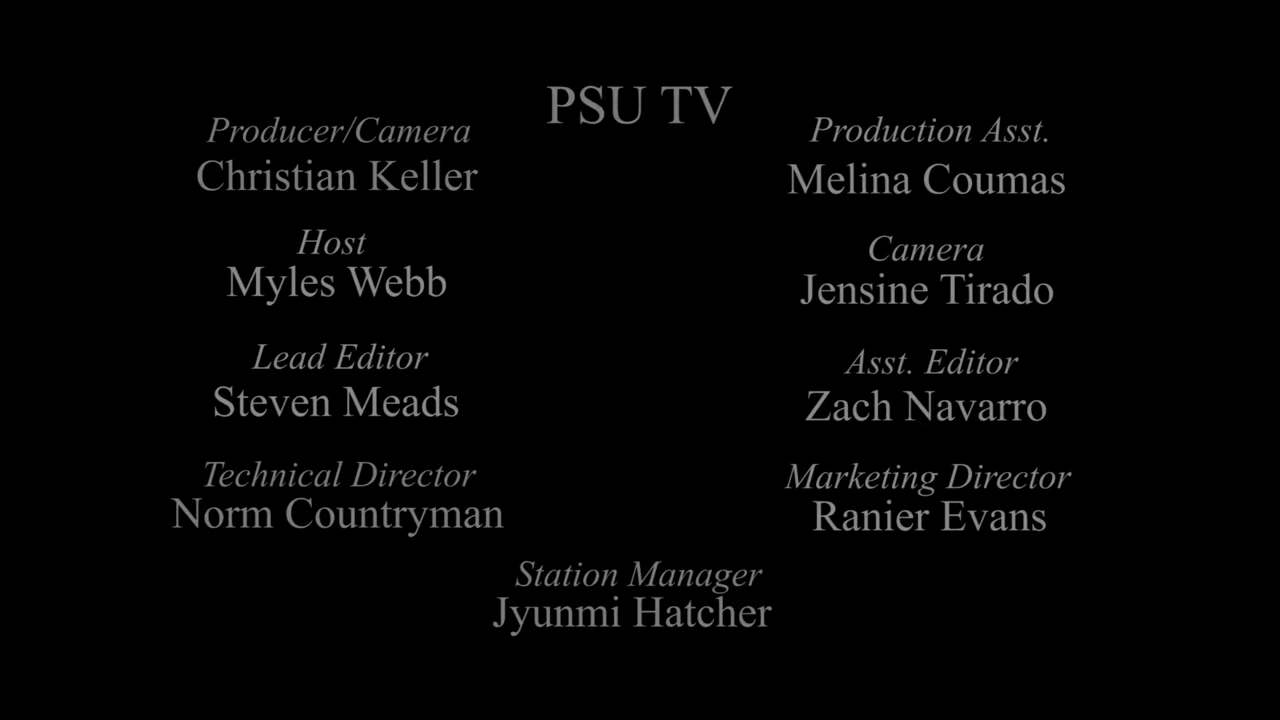 PSU TV
Producer/Camera
Christian Keller
Host
Myles Webb
Lead Editor
Steven Meads
Technical Director
Norm Countryman
Production Asst.
Melina Coumas
Camera
Jensine Tirado
Asst. Editor
Zach Navarro
Marketing Director
Ranier Evans
Station Manager
Jyunmi Hatcher